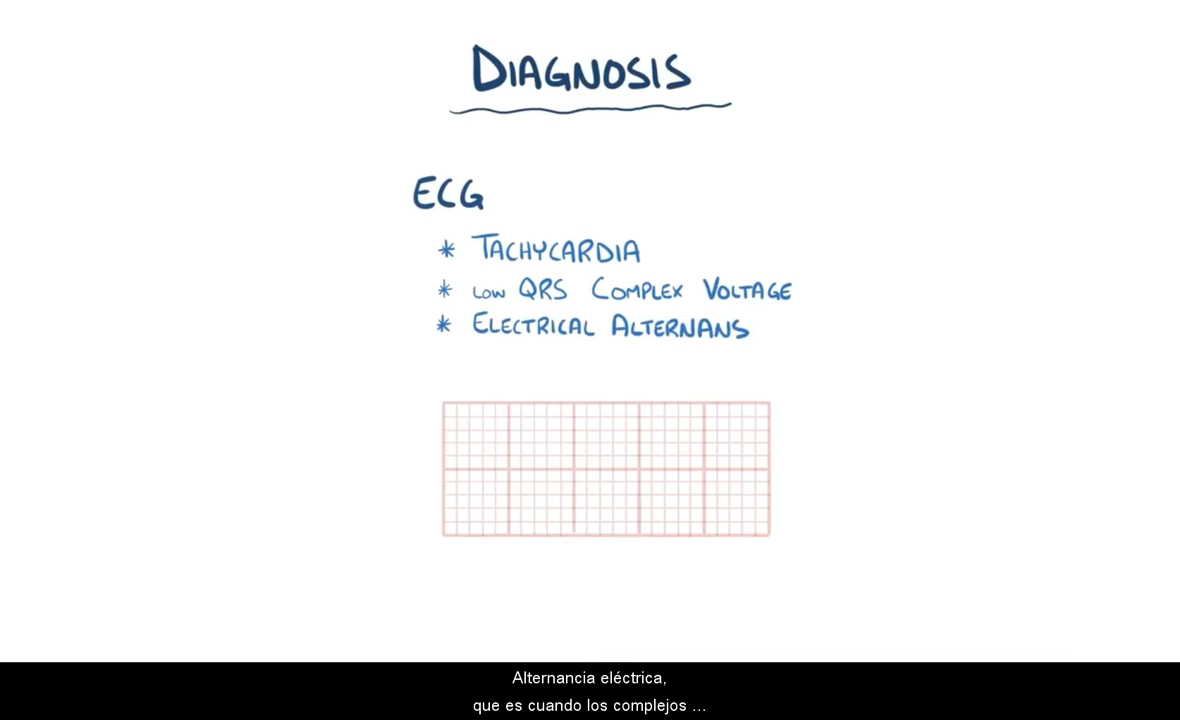 DIAGNOSIS
ECG
* TACHYCARDIA
* LOW QRS COMPLEX VOLTAGE
* ELECTRICAL ALTERNANS
Alternancia eléctrica,
que es cuando los complejos ...